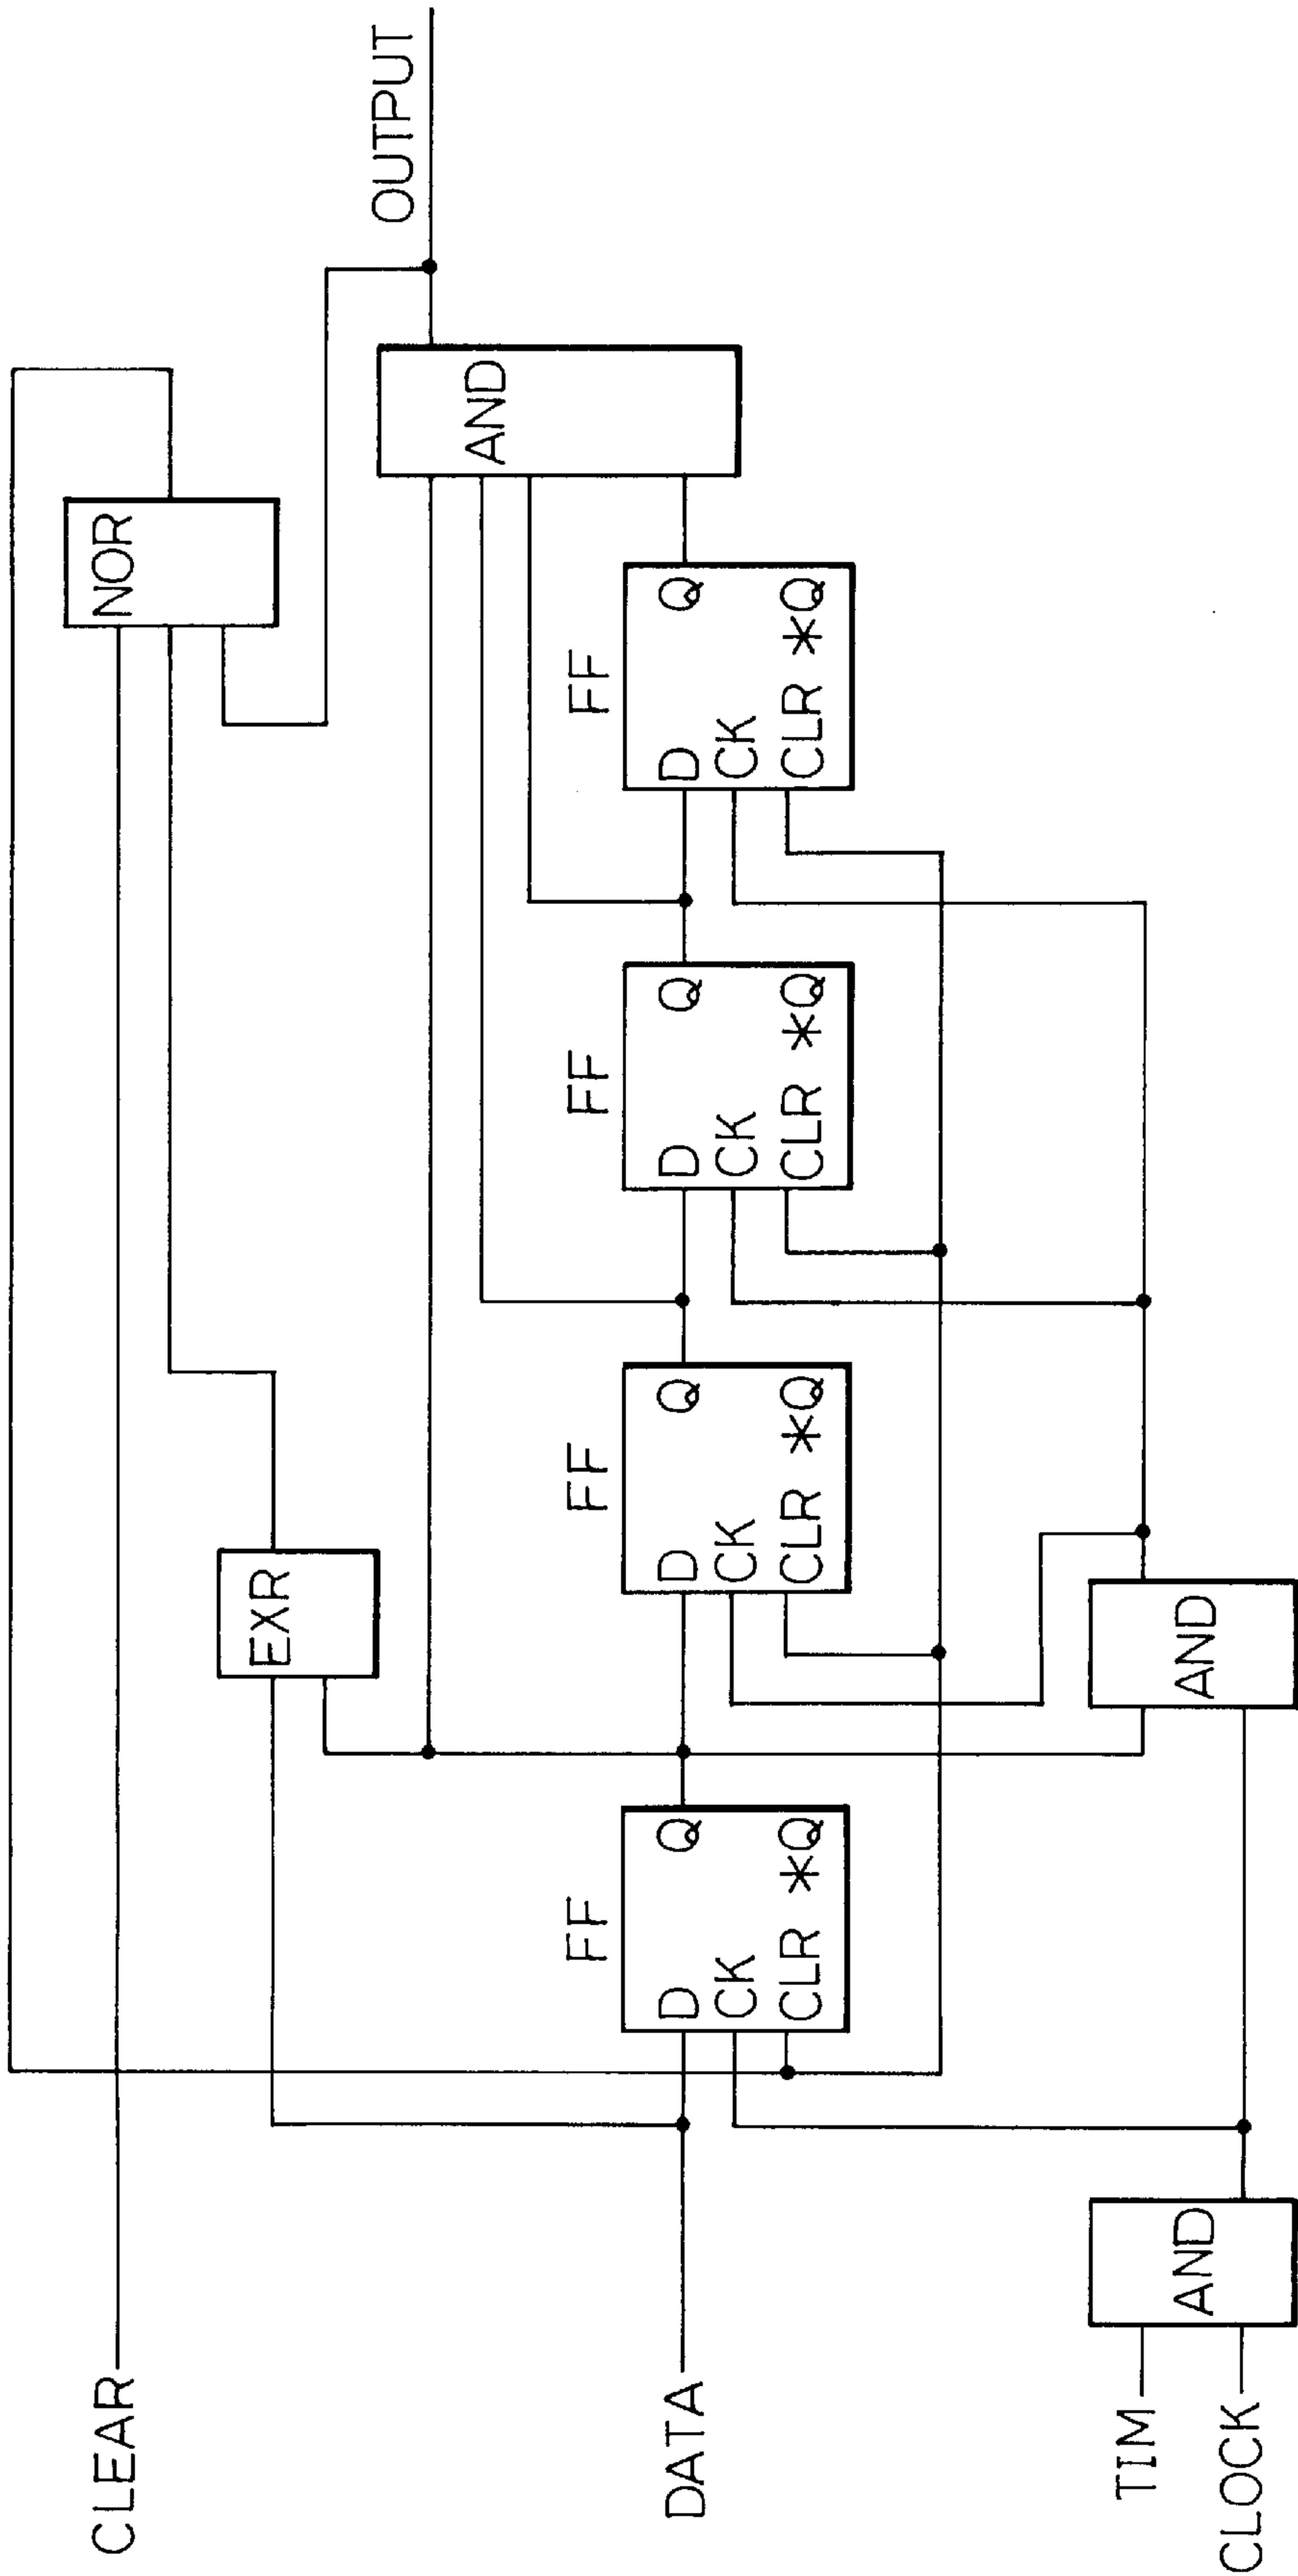 CLEAR
NOR
EXR
OUTPUT
AND
DATA
FF
D
Q
CK
CLR *Q
FF
D
Q
CK
CLR *Q
FF
D
Q
CK
CLR *Q
FF
D
Q
CK
CLR *Q
TIM
CLOCK
AND
AND